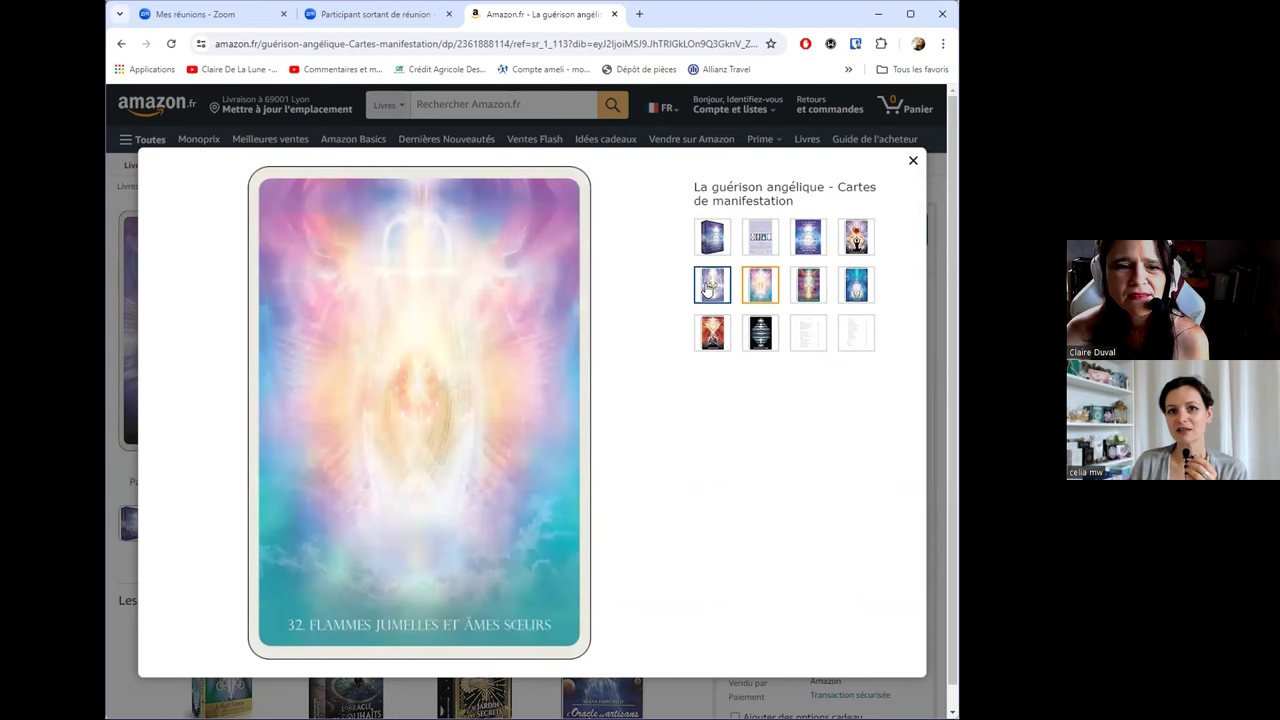 Mes réunions - Zoom
Participant sortant de réunion -
Amazon.fr - La guérison angéli
amazon.fr/guérison-angélique-Cartes-manifestation/dp/2361888114/ref=sr_1_113?dib=eyJ2IjoiMSJ9.JhTRIGkLOn9Q3GknV_Z...
Applications
Claire De La Lune -...
Commentaires et m...
Crédit Agricole Des...
Compte ameli - mo...
Dépôt de pièces
Allianz Travel
»
Tous les favoris
amazon.fr
Livraison à 69001 Lyon
Mettre à jour l'emplacement
Livres
Rechercher Amazon.fr
FR
Bonjour, Identifiez-vous
Compte et listes
Retours
et commandes
0
Panier
Toutes
Monoprix
Meilleures ventes
Amazon Basics
Dernières Nouveautés
Ventes Flash
Idées cadeaux
Vendre sur Amazon
Prime
Livres
Guide de l'acheteur
La guérison angélique - Cartes
de manifestation
32. FLAMMES JUMELLES ET ÂMES SŒURS
Les
Vendu par
Amazon
Paiement
Transaction sécurisée
Ajouter des options cadeau
Claire Duval
celia mw